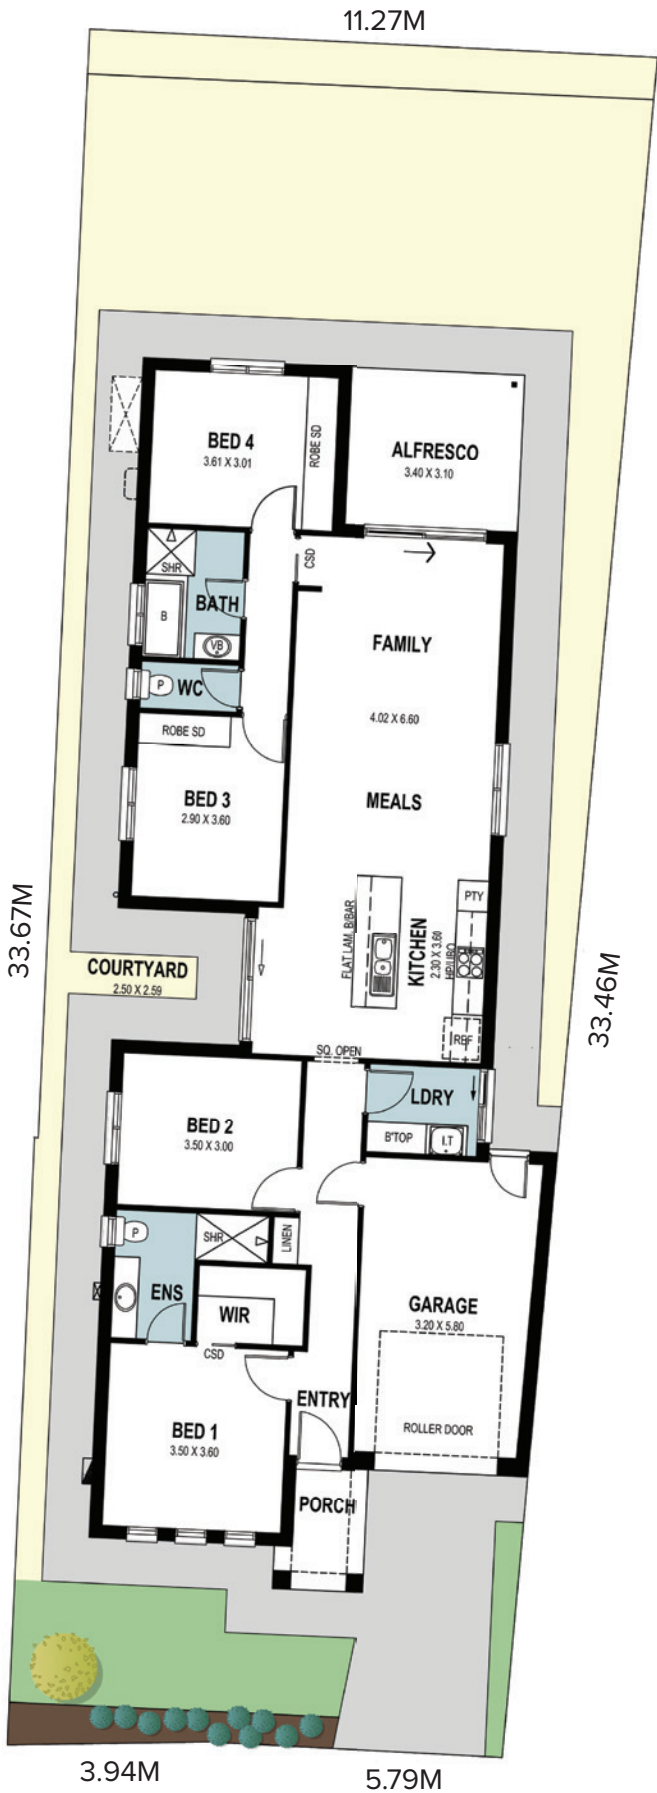 11.27M
BED 4
3.61 X 3.01
ROBE SD
ALFRESCO
3.40 X 3.10
SHR
CSD
BATH
B
VB
FAMILY
P
WC
4.02 X 6.60
ROBE SD
BED 3
2.90 X 3.60
MEALS
PTY
FLAT LAM. B/BAR
KITCHEN
2.30 X 3.60
HP/UBO
33.67M
COURTYARD
2.50 X 2.59
33.46M
REF
SQ. OPEN
LDRY
BED 2
3.50 X 3.00
B'TOP
I.T
P
SHR
LINEN
ENS
WIR
GARAGE
3.20 X 5.80
CSD
ENTRY
BED 1
3.50 X 3.60
ROLLER DOOR
PORCH
3.94M
5.79M